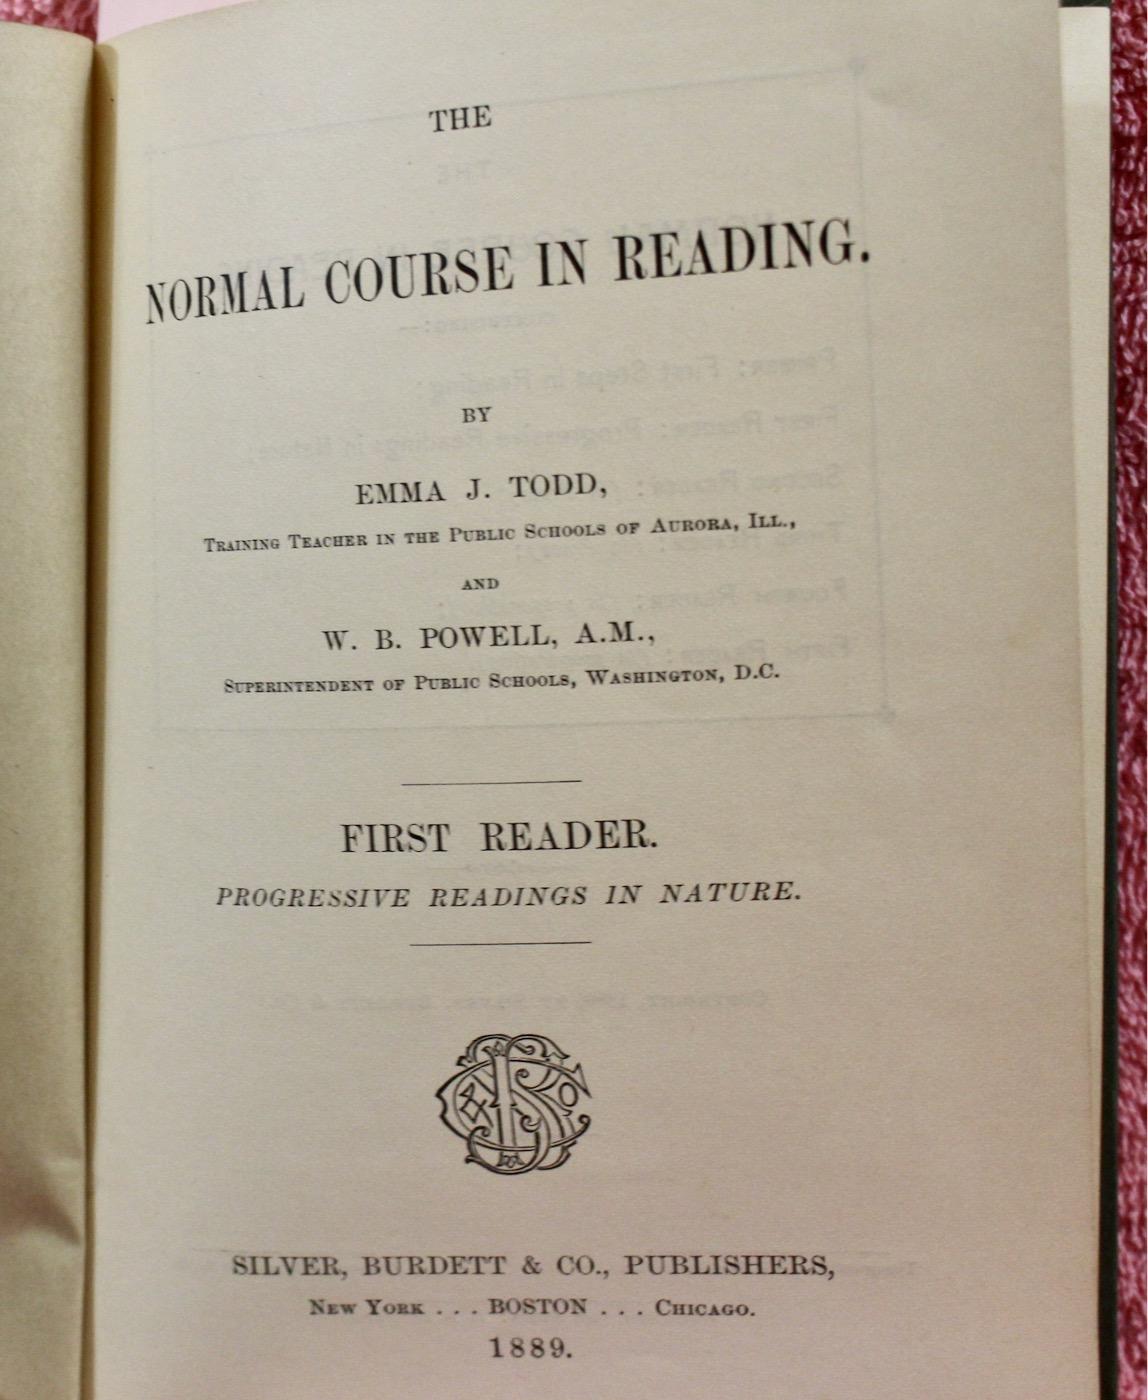 THE
NORMAL COURSE IN READING.
BY
EMMA J. TODD,
TRAINING TEACHER IN THE PUBLIC SCHOOLS OF AURORA, ILL.,
AND
W. B. POWELL, A.M.,
SUPERINTENDENT OF PUBLIC SCHOOLS, WASHINGTON, D.C.
FIRST READER.
PROGRESSIVE READINGS IN NATURE.
SILVER, BURDETT & CO., PUBLISHERS,
NEW YORK . . . BOSTON . . . CHICAGO.
1889.